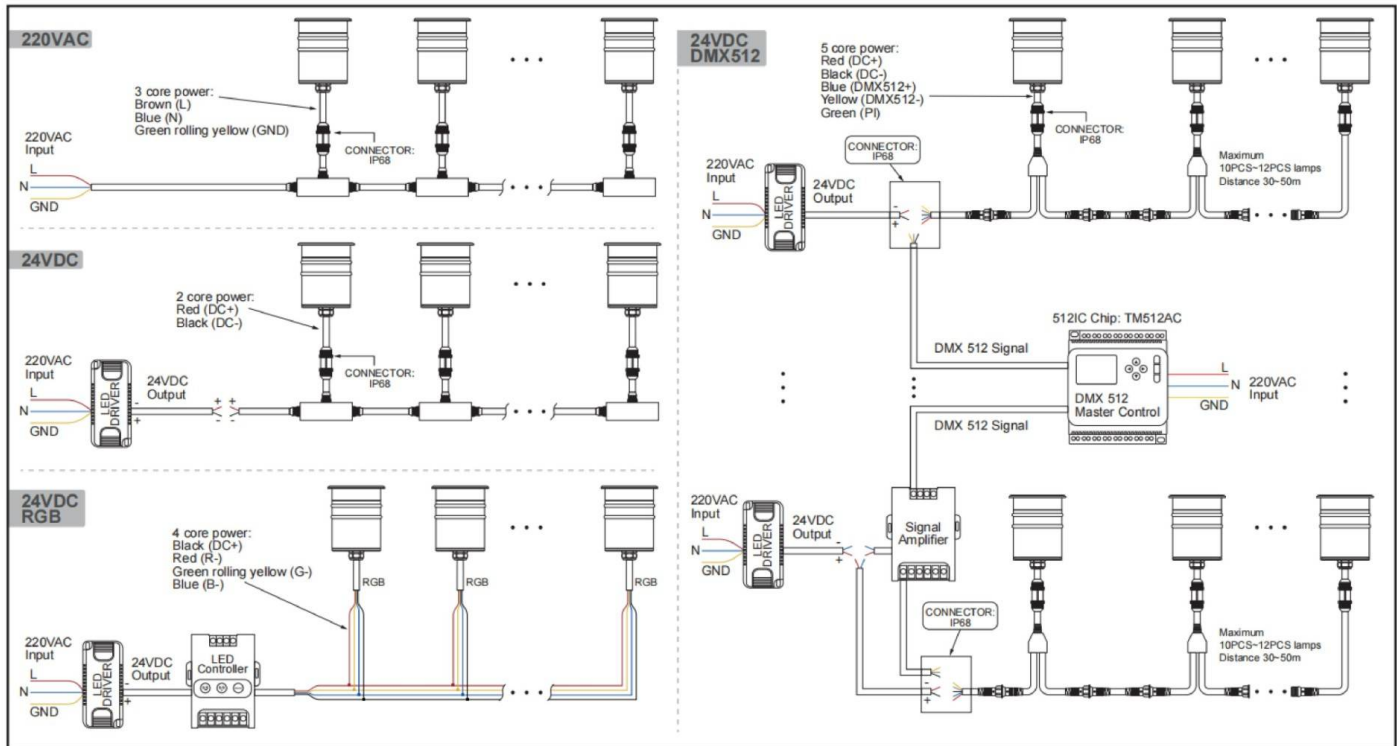 220VAC
3 core power:
Brown (L)
Blue (N)
Green rolling yellow (GND)
CONNECTOR:
IP68
220VAC
Input
L
N
GND
24VDC
2 core power:
Red (DC+)
Black (DC-)
CONNECTOR:
IP68
220VAC
Input
L
N
GND
LED
DRIVER
24VDC
Output
-
+
+ +
- -
24VDC
RGB
4 core power:
Black (DC+)
Red (R-)
Green rolling yellow (G-)
Blue (B-)
RGB
RGB
RGB
220VAC
Input
L
N
GND
LED
DRIVER
24VDC
Output
-
+
LED
Controller
24VDC
DMX512
5 core power:
Red (DC+)
Black (DC-)
Blue (DMX512+)
Yellow (DMX512-)
Green (PI)
CONNECTOR:
IP68
CONNECTOR:
IP68
Maximum
10PCS~12PCS lamps
Distance 30~50m
220VAC
Input
L
N
GND
LED
DRIVER
24VDC
Output
-
+
512IC Chip: TM512AC
DMX 512 Signal
DMX 512
Master Control
L
N
GND
220VAC
Input
DMX 512 Signal
220VAC
Input
L
N
GND
LED
DRIVER
24VDC
Output
-
+
Signal
Amplifier
CONNECTOR:
IP68
-
+
Maximum
10PCS~12PCS lamps
Distance 30~50m